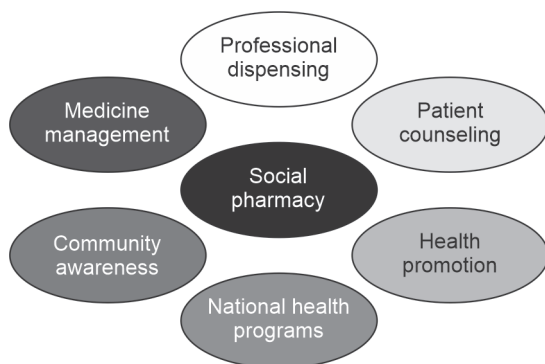 Professional
dispensing
Medicine
management
Patient
counseling
Social
pharmacy
Community
awareness
Health
promotion
National health
programs